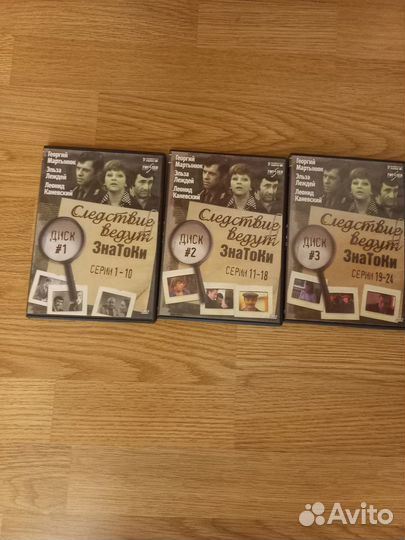 Георгий
Мартынюк
Эльза
Леждей
Леонид
Каневский
Следствие
ведут
ЗнаТоКи
ДИСК
#1
СЕРИИ 1-10
Георгий
Мартынюк
Эльза
Леждей
Леонид
Каневский
Следствие
ведут
ЗнаТоКи
ДИСК
#2
СЕРИИ 11-18
Георгий
Мартынюк
Эльза
Леждей
Леонид
Каневский
Следствие
ведут
ЗнаТоКи
ДИСК
#3
СЕРИИ 19-24
Avito